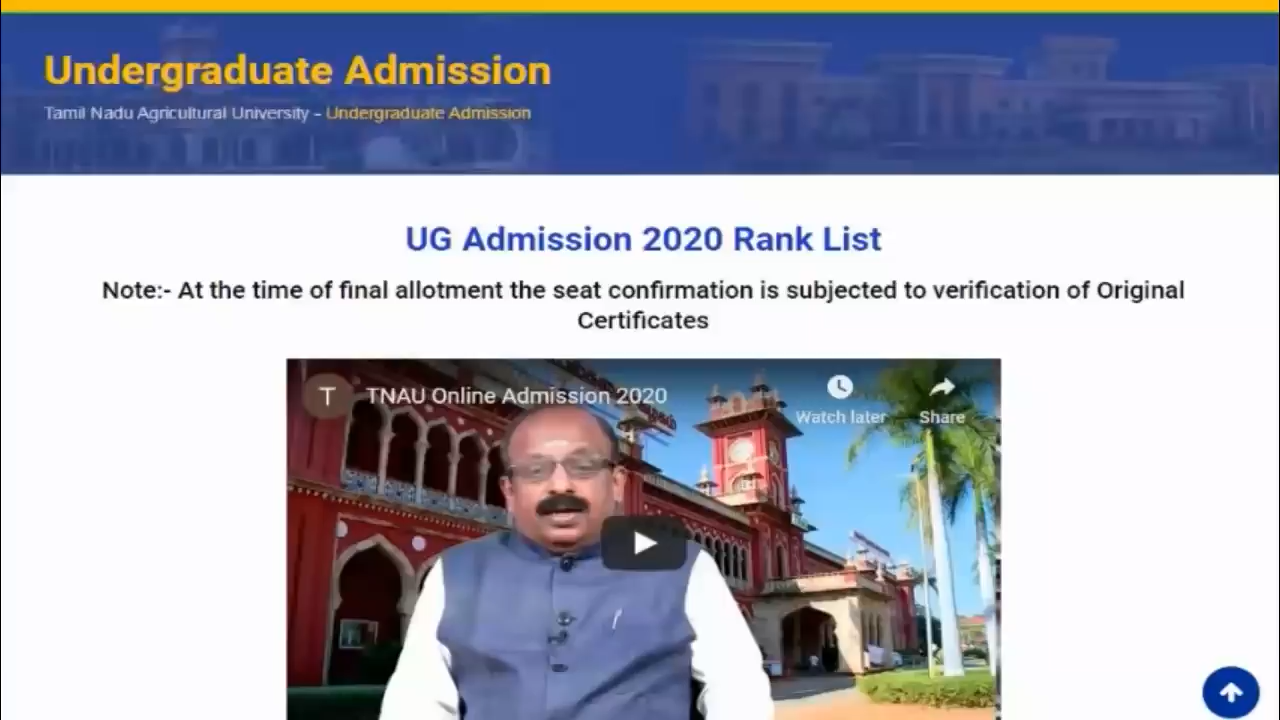 Undergraduate Admission
Tamil Nadu Agricultural University - Undergraduate Admission
UG Admission 2020 Rank List
Note:- At the time of final allotment the seat confirmation is subjected to verification of Original
Certificates
T TNAU Online Admission 2020
Watch later Share